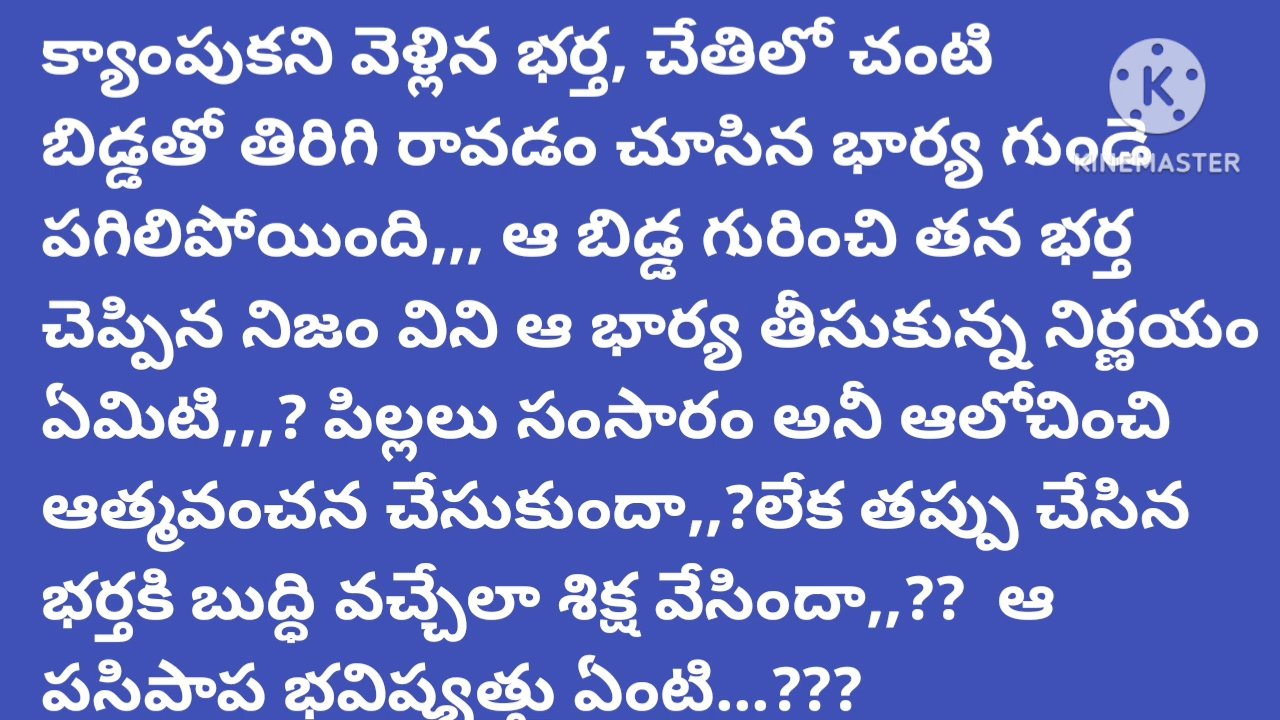 క్యాంపుకని వెళ్లిన భర్త, చేతిలో చంటి
బిడ్డతో తిరిగి రావడం చూసిన భార్య గుండె
పగిలిపోయింది,,, ఆ బిడ్డ గురించి తన భర్త
చెప్పిన నిజం విని ఆ భార్య తీసుకున్న నిర్ణయం
ఏమిటి,,,? పిల్లలు సంసారం అనీ ఆలోచించి
ఆత్మవంచన చేసుకుందా,,?లేక తప్పు చేసిన
భర్తకి బుద్ధి వచ్చేలా శిక్ష వేసిందా,,?? ఆ
పసిపాప భవిష్యత్తు ఏంటి...???
K
KINEMASTER